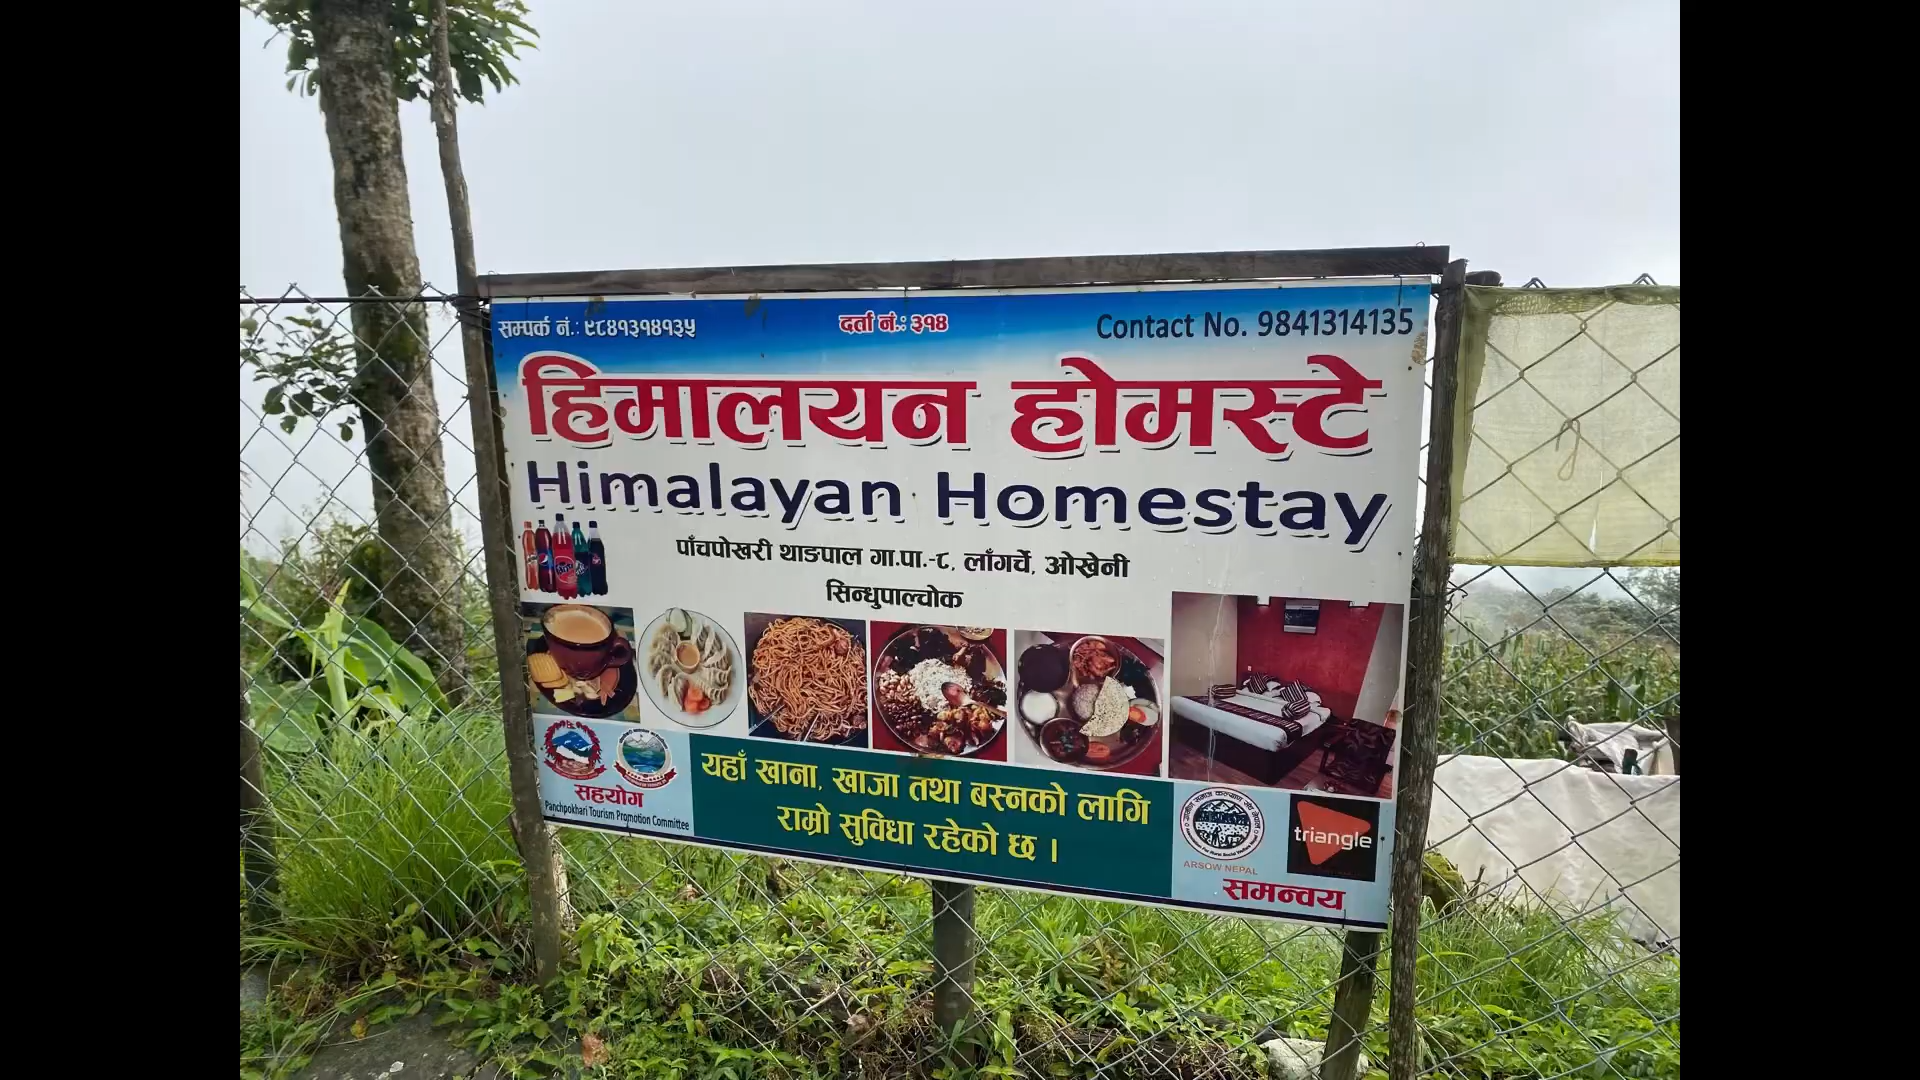 सम्पर्क नं.: ९८४१३१४१३५
दर्ता नं.: ३१४
Contact No. 9841314135
हिमालयन होमस्टे
Himalayan Homestay
पाँचपोखरी थाङपाल गा.पा.-८, लाँगर्चे, ओख्रेनी
सिन्धुपाल्चोक
यहाँ खाना, खाजा तथा बस्नको लागि
राम्रो सुविधा रहेको छ ।
सहयोग
Panchpokhari Tourism Promotion Committee
ARSOW NEPAL
triangle
समन्वय